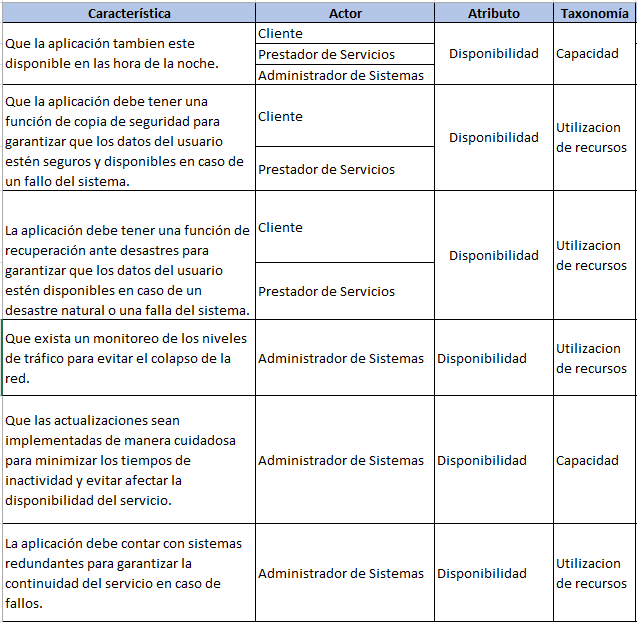 Característica Actor Atributo Taxonomía
Que la aplicación tambien este
disponible en las hora de la noche.
Cliente
Prestador de Servicios
Administrador de Sistemas
Disponibilidad
Capacidad
Que la aplicación debe tener una
función de copia de seguridad para
garantizar que los datos del usuario
estén seguros y disponibles en caso de
un fallo del sistema.
Cliente
Prestador de Servicios
Disponibilidad
Utilizacion
de recursos
La aplicación debe tener una función de
recuperación ante desastres para
garantizar que los datos del usuario
estén disponibles en caso de un
desastre natural o una falla del sistema.
Cliente
Prestador de Servicios
Disponibilidad
Utilizacion
de recursos
Que exista un monitoreo de los niveles
de tráfico para evitar el colapso de la
red.
Administrador de Sistemas
Disponibilidad
Utilizacion
de recursos
Que las actualizaciones sean
implementadas de manera cuidadosa
para minimizar los tiempos de
inactividad y evitar afectar la
disponibilidad del servicio.
Administrador de Sistemas
Disponibilidad
Capacidad
La aplicación debe contar con sistemas
redundantes para garantizar la
continuidad del servicio en caso de
fallos.
Administrador de Sistemas
Disponibilidad
Utilizacion
de recursos